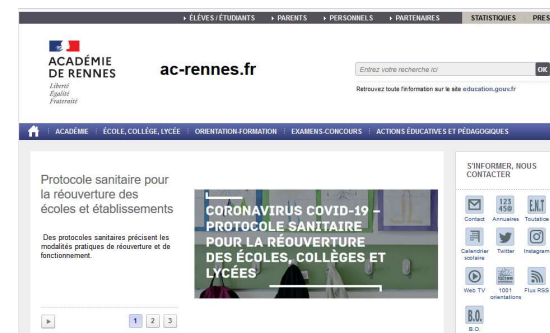 ÉLÈVES / ÉTUDIANTS PARENTS PERSONNELS PARTENAIRES STATISTIQUES PRES
ACADÉMIE
DE RENNES
Liberté
Égalité
Fraternité
ac-rennes.fr
Entrez votre recherche ici OK
Retrouvez toute l'information sur le site education.gouv.fr
ACADÉMIE ÉCOLE, COLLÉGE, LYCÉE ORIENTATION-FORMATION EXAMENS-CONCOURS ACTIONS ÉDUCATIVES ET PÉDAGOGIQUES
Protocole sanitaire pour
la réouverture des
écoles et établissements
Des protocoles sanitaires précisent les
modalités pratiques de réouverture et de
fonctionnement.
1 2 3
CORONAVIRUS COVID-19 –
PROTOCOLE SANITAIRE
POUR LA RÉOUVERTURE
DES ÉCOLES, COLLÈGES ET
LYCÉES
S'INFORMER, NOUS
CONTACTER
123
45@
E.N.T
Contact Annuaires Toutatice
Calendrier
scolaire
Twitter Instagram
Web TV
1001
orientations
Flux RSS
B.O.
B.O.